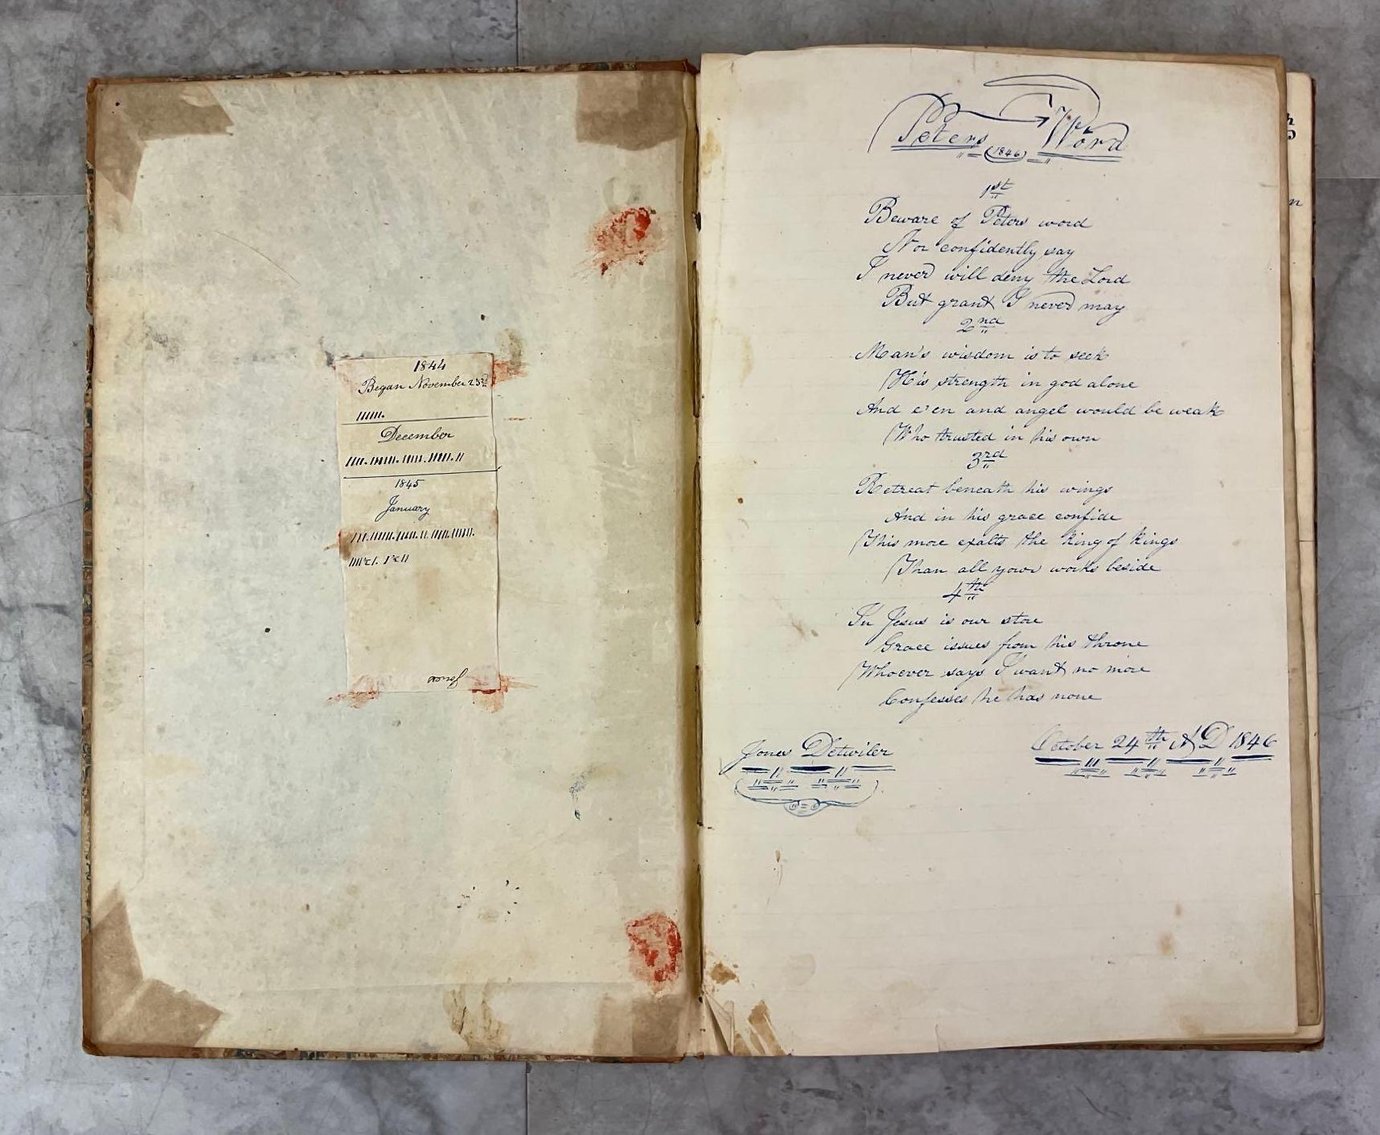 1844
Began November 25th
December
1845
January
Peters Word
(1846)
1st
Beware of Peters word
Nor confidently say
I never will deny the Lord
But grant I never may
2nd
Man's wisdom is to seek
His strength in god alone
And e'en and angel would be weak
Who trusted in his own
3rd
Retreat beneath his wings
And in his grace confide
This more exalts the king of kings
Than all your works beside
4th
In Jesus is our store
Grace issues from his throne
Whoever says I want no more
Confesses he has none
Jones Detwiler
October 24th A D 1846